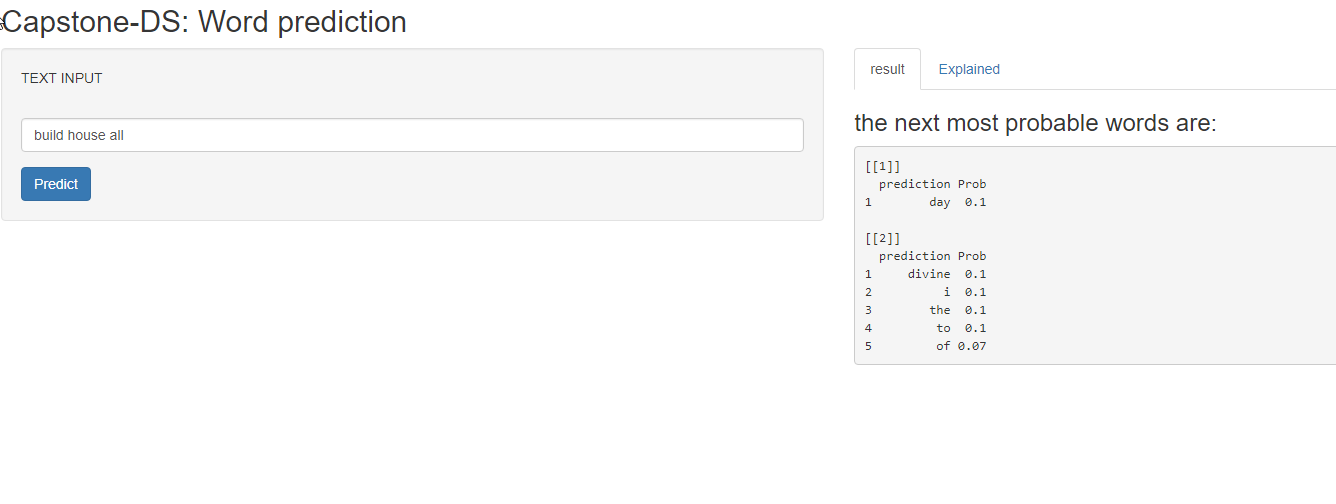 Capstone-DS: Word prediction
TEXT INPUT
build house all
Predict
result Explained
the next most probable words are:
[[1]]
  prediction Prob
1        day  0.1
[[2]]
  prediction Prob
1     divine  0.1
2          i  0.1
3        the  0.1
4         to  0.1
5         of 0.07